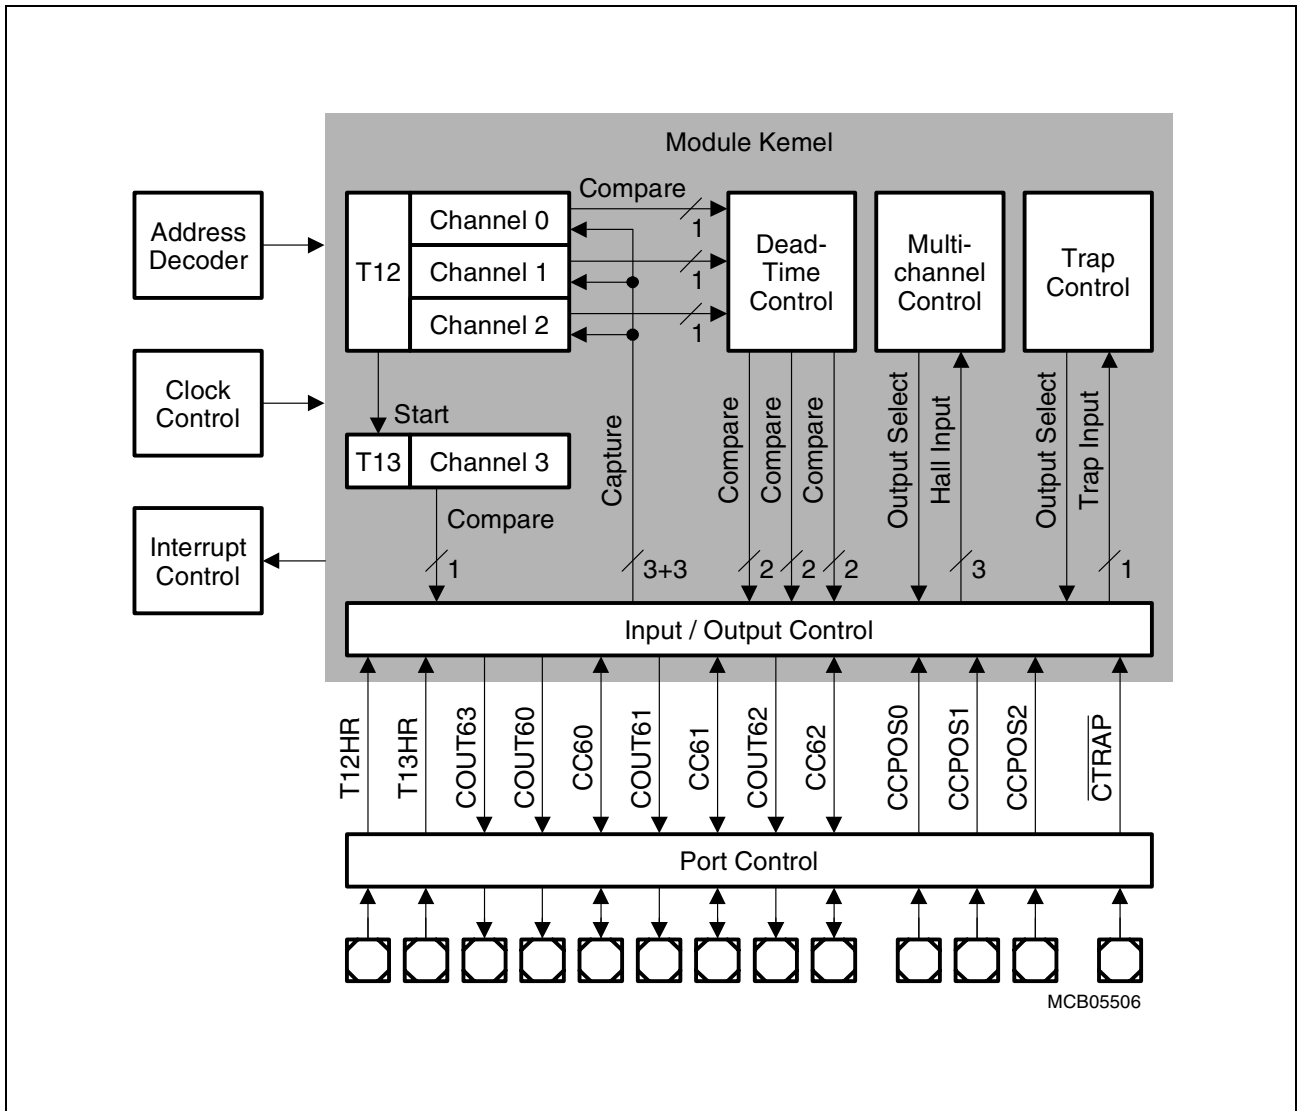 Module Kemel
Address
Decoder
Clock
Control
Interrupt
Control
T12
Channel 0
Channel 1
Channel 2
Compare
1
1
1
Dead-
Time
Control
Multi-
channel
Control
Trap
Control
Start
T13
Channel 3
Compare
1
Capture
3+3
Compare
Compare
Compare
2
2
2
Output Select
Hall Input
3
Output Select
Trap Input
1
Input / Output Control
T12HR
T13HR
COUT63
COUT60
CC60
COUT61
CC61
COUT62
CC62
CCPOS0
CCPOS1
CCPOS2
CTRAP
Port Control
MCB05506